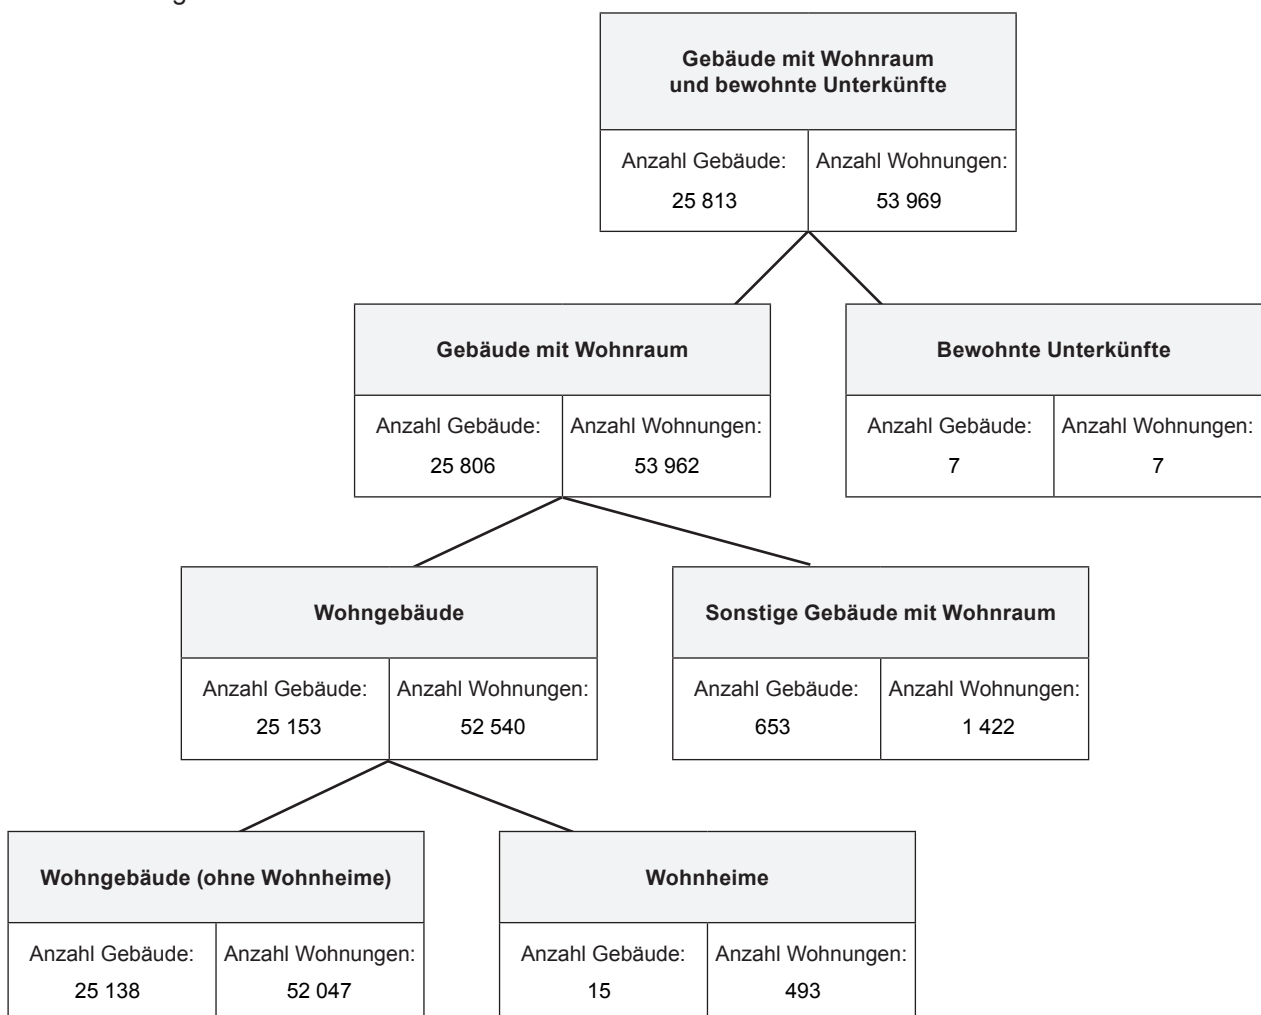 Gebäude mit Wohnraum
und bewohnte Unterkünfte
Anzahl Gebäude: Anzahl Wohnungen:
25 813 53 969
Gebäude mit Wohnraum Bewohnte Unterkünfte
Anzahl Gebäude: Anzahl Wohnungen: Anzahl Gebäude: Anzahl Wohnungen:
25 806 53 962 7 7
Wohngebäude Sonstige Gebäude mit Wohnraum
Anzahl Gebäude: Anzahl Wohnungen: Anzahl Gebäude: Anzahl Wohnungen:
25 153 52 540 653 1 422
Wohngebäude (ohne Wohnheime) Wohnheime
Anzahl Gebäude: Anzahl Wohnungen: Anzahl Gebäude: Anzahl Wohnungen:
25 138 52 047 15 493